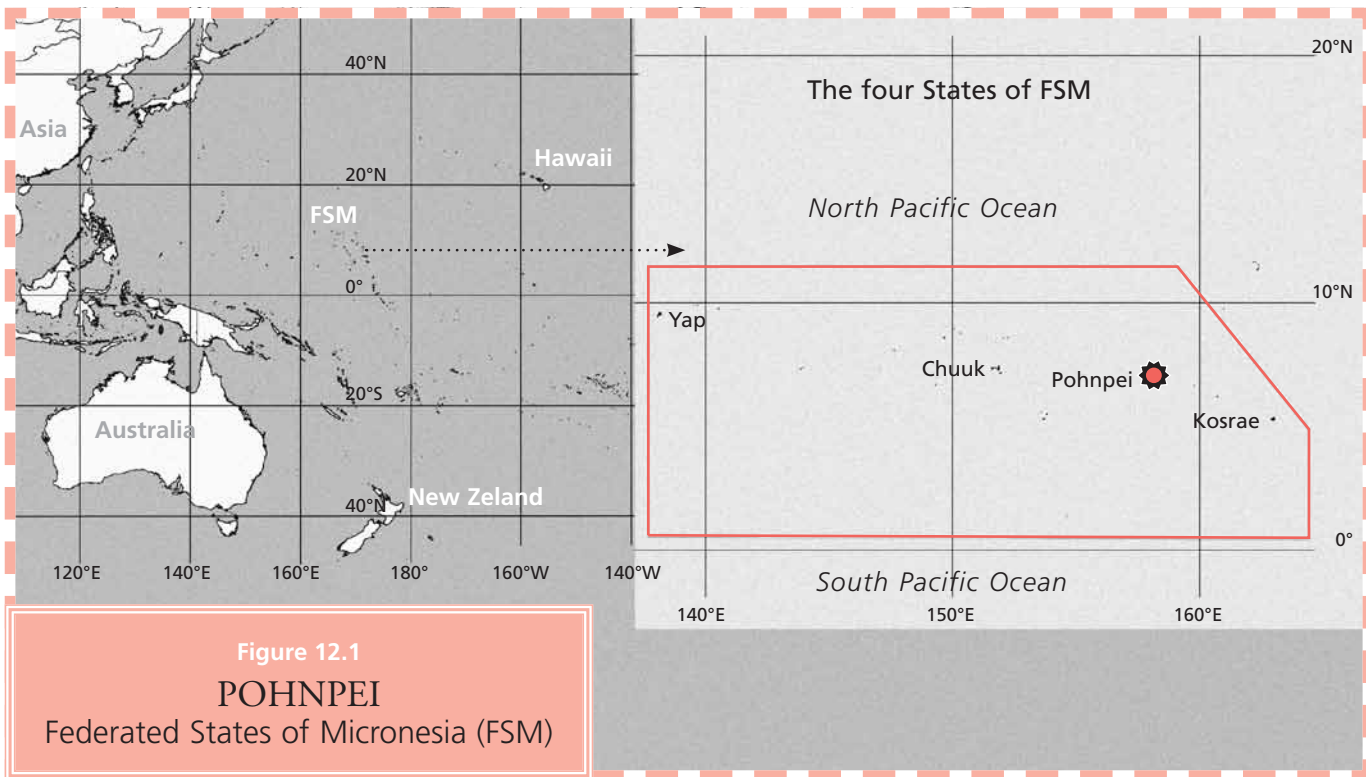 40°N
Asia
Hawaii
20°N
FSM
0°
20°S
Australia
40°N
New Zeland
120°E 140°E 160°E 180° 160°W 140°W
20°N
The four States of FSM
North Pacific Ocean
10°N
Yap
Chuuk
Pohnpei
Kosrae
0°
South Pacific Ocean
140°E 150°E 160°E
Figure 12.1
POHNPEI
Federated States of Micronesia (FSM)